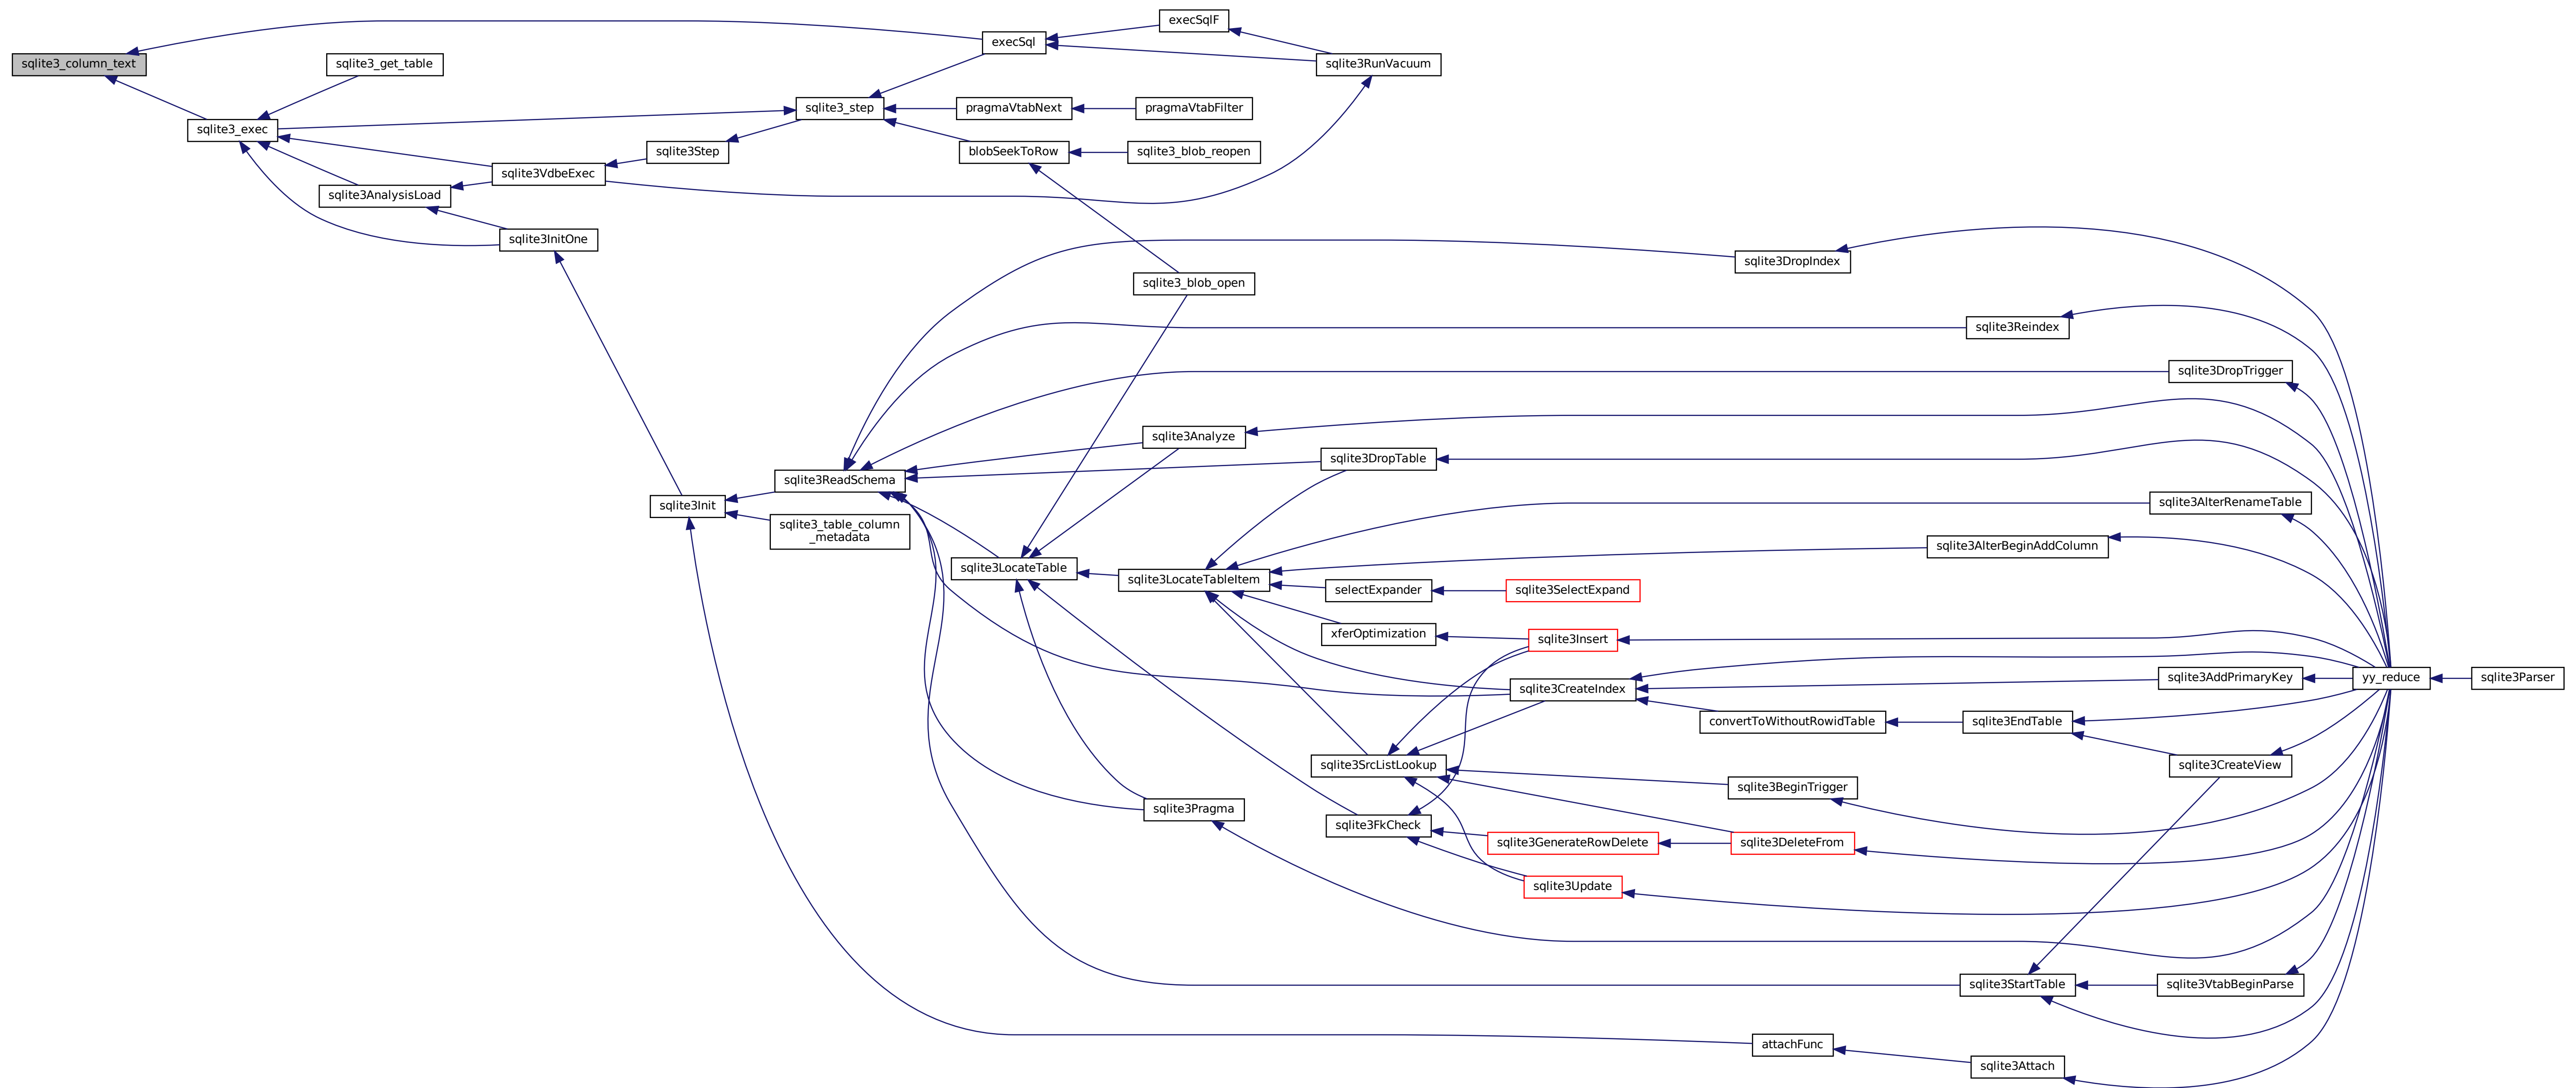 sqlite3_column_text
sqlite3_get_table
sqlite3_exec
sqlite3AnalysisLoad
sqlite3VdbeExec
sqlite3InitOne
sqlite3Step
sqlite3_step
execSql
execSqlF
sqlite3RunVacuum
pragmaVtabNext
pragmaVtabFilter
blobSeekToRow
sqlite3_blob_reopen
sqlite3_blob_open
sqlite3DropIndex
sqlite3Reindex
sqlite3DropTrigger
sqlite3Analyze
sqlite3DropTable
sqlite3ReadSchema
sqlite3Init
sqlite3_table_column
_metadata
sqlite3AlterRenameTable
sqlite3AlterBeginAddColumn
sqlite3LocateTable
sqlite3LocateTableItem
selectExpander
sqlite3SelectExpand
xferOptimization
sqlite3Insert
sqlite3CreateIndex
sqlite3AddPrimaryKey
yy_reduce
sqlite3Parser
convertToWithoutRowidTable
sqlite3EndTable
sqlite3SrcListLookup
sqlite3CreateView
sqlite3BeginTrigger
sqlite3Pragma
sqlite3FkCheck
sqlite3GenerateRowDelete
sqlite3DeleteFrom
sqlite3Update
sqlite3StartTable
sqlite3VtabBeginParse
attachFunc
sqlite3Attach